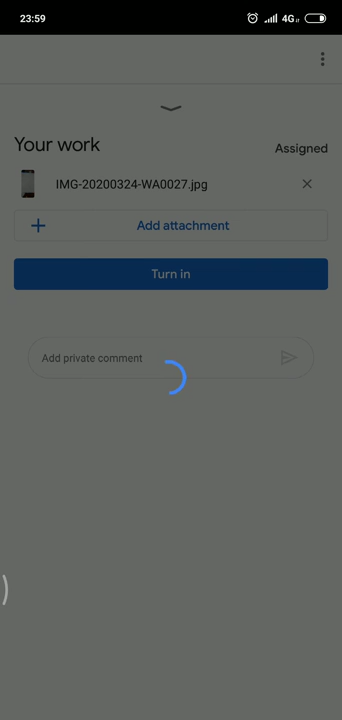 23:59
4G
Your work
Assigned
IMG-20200324-WA0027.jpg
Add attachment
Turn in
Add private comment